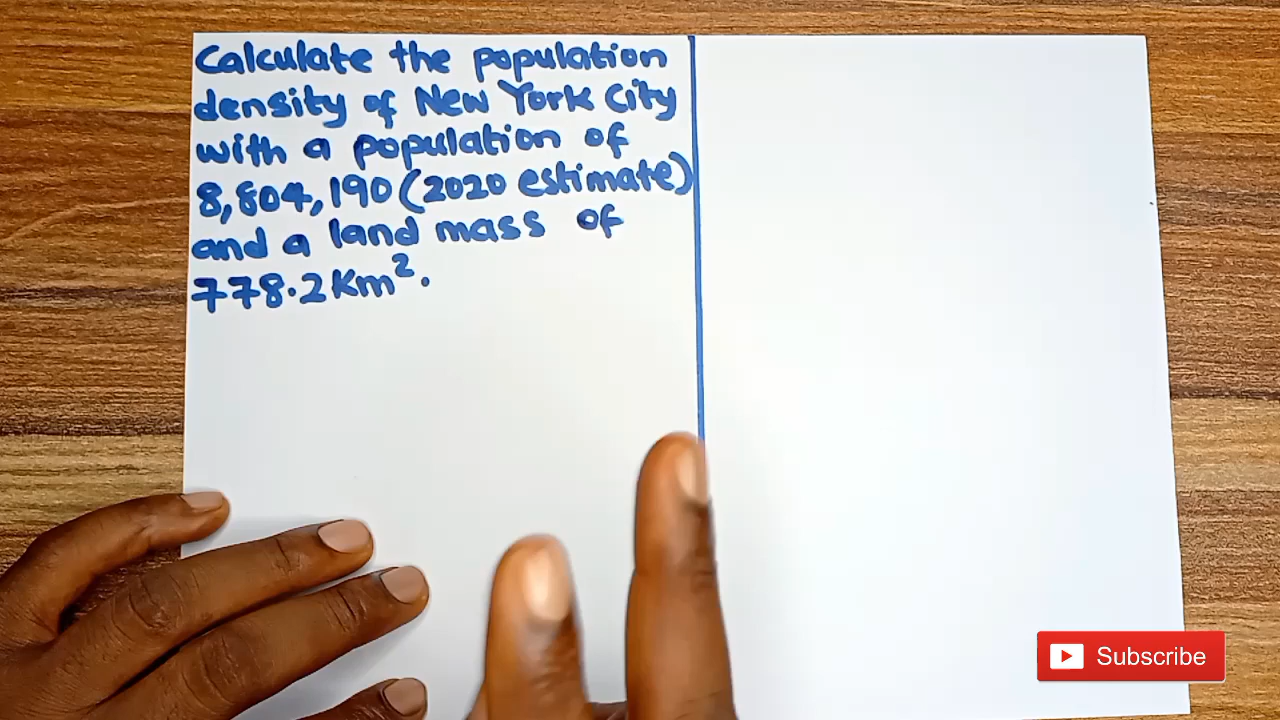 Calculate the population
density of New York City
with a population of
8,804,190 (2020 estimate)
and a land mass of
778.2 Km².
Subscribe